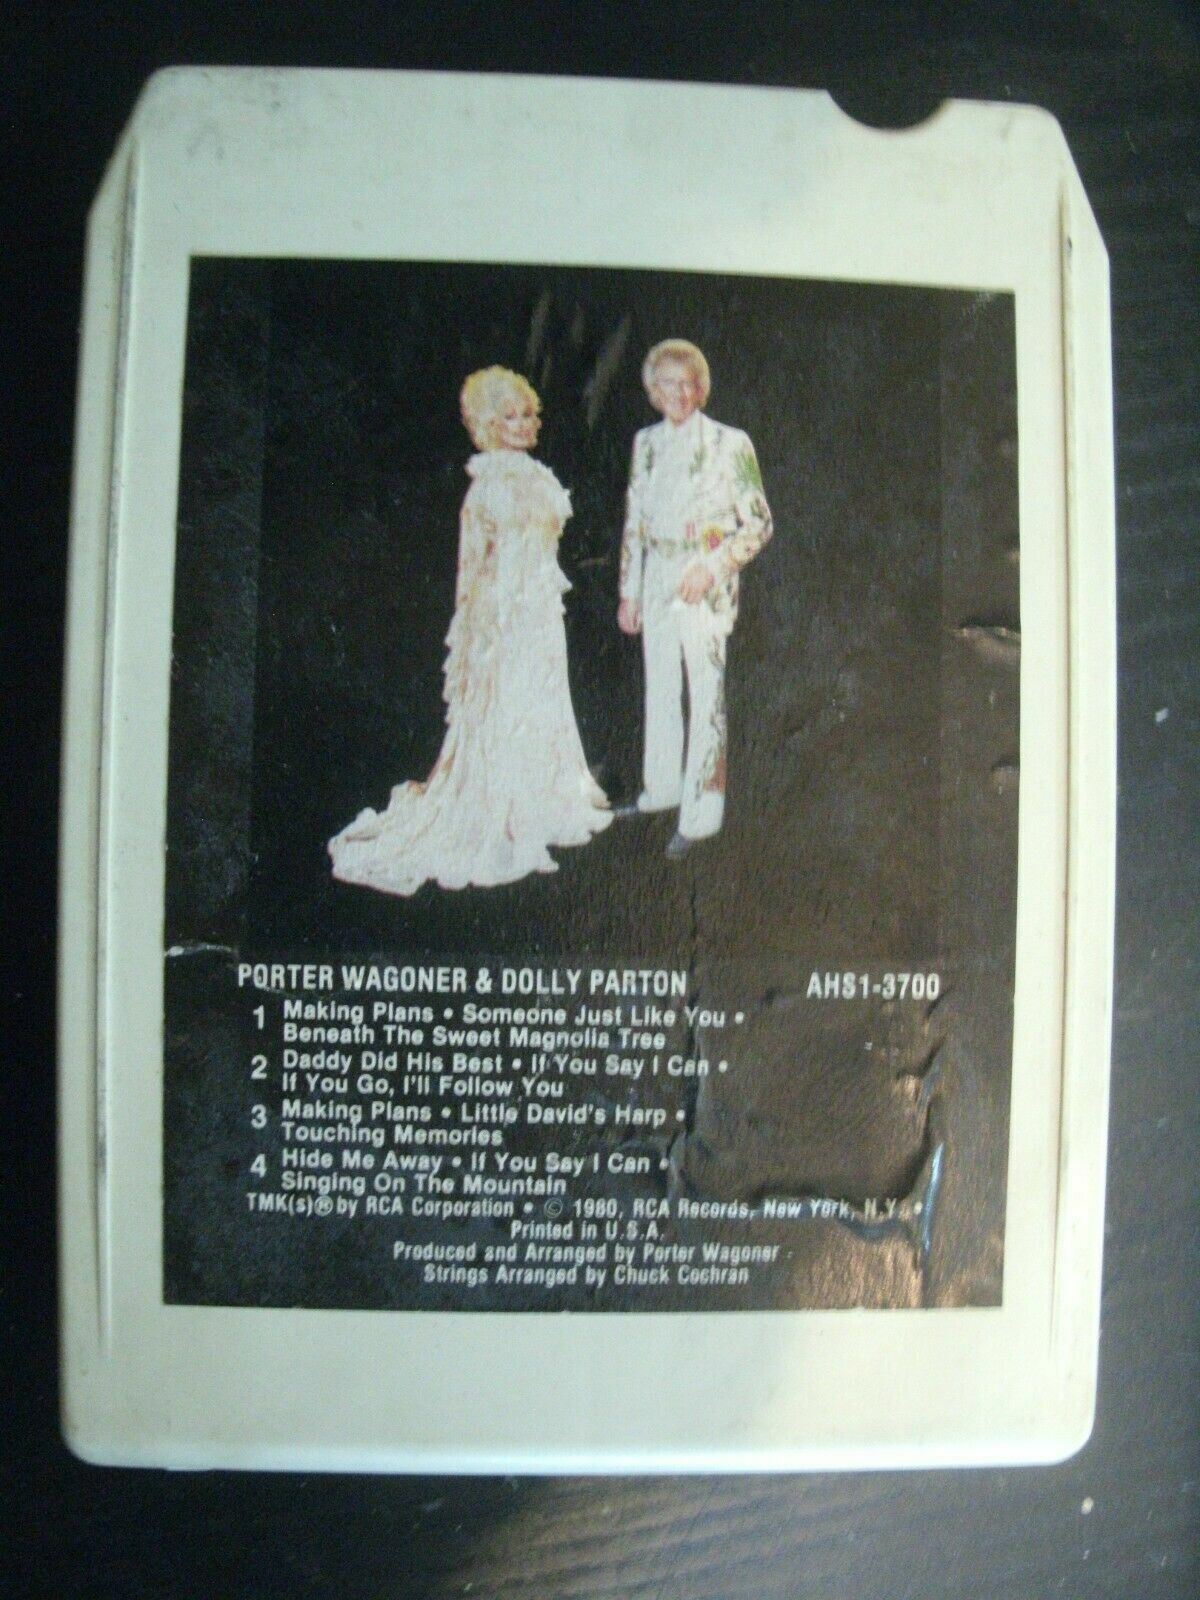 PORTER WAGONER & DOLLY PARTON AHS1-3700
1 Making Plans • Someone Just Like You •
Beneath The Sweet Magnolia Tree
2 Daddy Did His Best • If You Say I Can •
If You Go, I'll Follow You
3 Making Plans • Little David's Harp •
Touching Memories
4 Hide Me Away • If You Say I Can •
Singing On The Mountain
TMK(s)® by RCA Corporation • © 1980, RCA Records, New York, N.Y. •
Printed in U.S.A.
Produced and Arranged by Porter Wagoner
Strings Arranged by Chuck Cochran